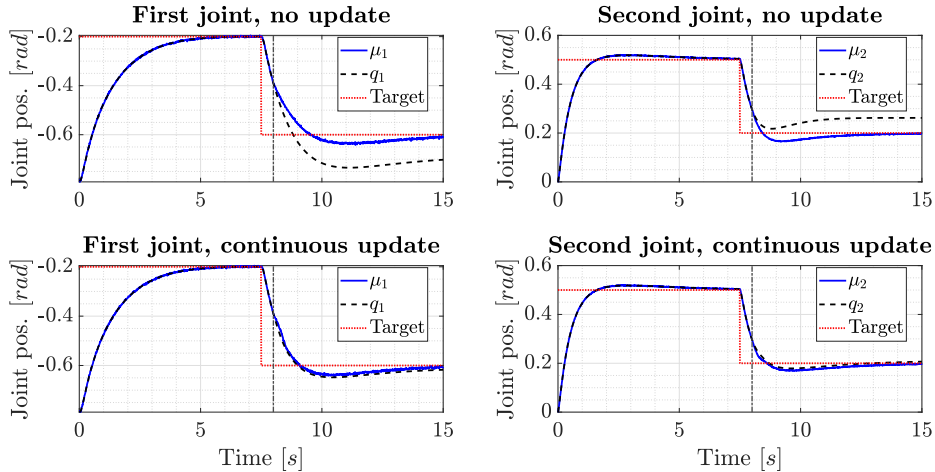 First joint, no update
Joint pos. [rad]
-0.2
-0.4
-0.6
0 5 10 15
μ1
q1
Target
Second joint, no update
Joint pos. [rad]
0.6
0.4
0.2
0
0 5 10 15
μ2
q2
Target
First joint, continuous update
Joint pos. [rad]
-0.2
-0.4
-0.6
0 5 10 15
Time [s]
μ1
q1
Target
Second joint, continuous update
Joint pos. [rad]
0.6
0.4
0.2
0
0 5 10 15
Time [s]
μ2
q2
Target